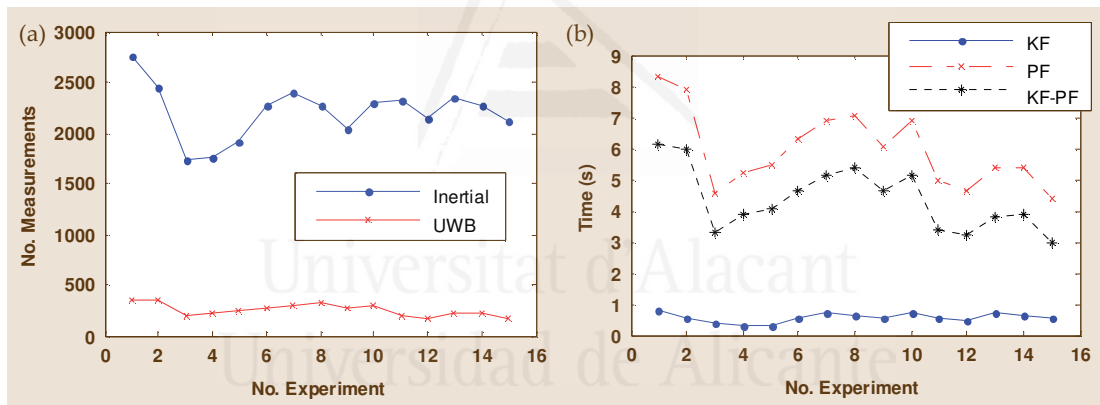 (a)
3000
2500
2000
1500
1000
500
0
No. Measurements
Inertial
UWB
0 2 4 6 8 10 12 14 16
No. Experiment
(b)
KF
PF
KF-PF
9
8
7
6
5
4
3
2
1
0
Time (s)
0 2 4 6 8 10 12 14 16
No. Experiment
Universitat d'Alacant
Universidad de Alicante